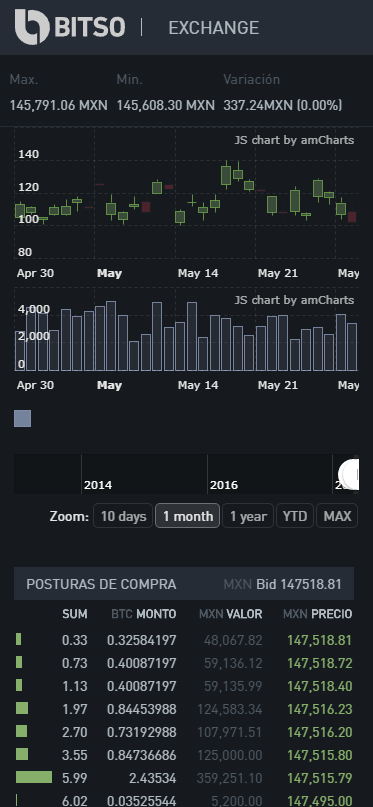 BITSO | EXCHANGE
Max. Min. Variación
145,791.06 MXN 145,608.30 MXN 337.24MXN (0.00%)
JS chart by amCharts
140
120
100
80
Apr 30 May May 14 May 21 May
JS chart by amCharts
4,000
2,000
0
Apr 30 May May 14 May 21 May
2014 2016
Zoom: 10 days 1 month 1 year YTD MAX
POSTURAS DE COMPRA MXN Bid 147518.81
SUM BTC MONTO MXN VALOR MXN PRECIO
0.33 0.32584197 48,067.82 147,518.81
0.73 0.40087197 59,136.12 147,518.72
1.13 0.40087197 59,135.99 147,518.40
1.97 0.84453988 124,583.34 147,516.23
2.70 0.73192988 107,971.51 147,516.20
3.55 0.84736686 125,000.00 147,515.80
5.99 2.43534 359,251.10 147,515.79
6.02 0.03525544 5,200.00 147,495.00